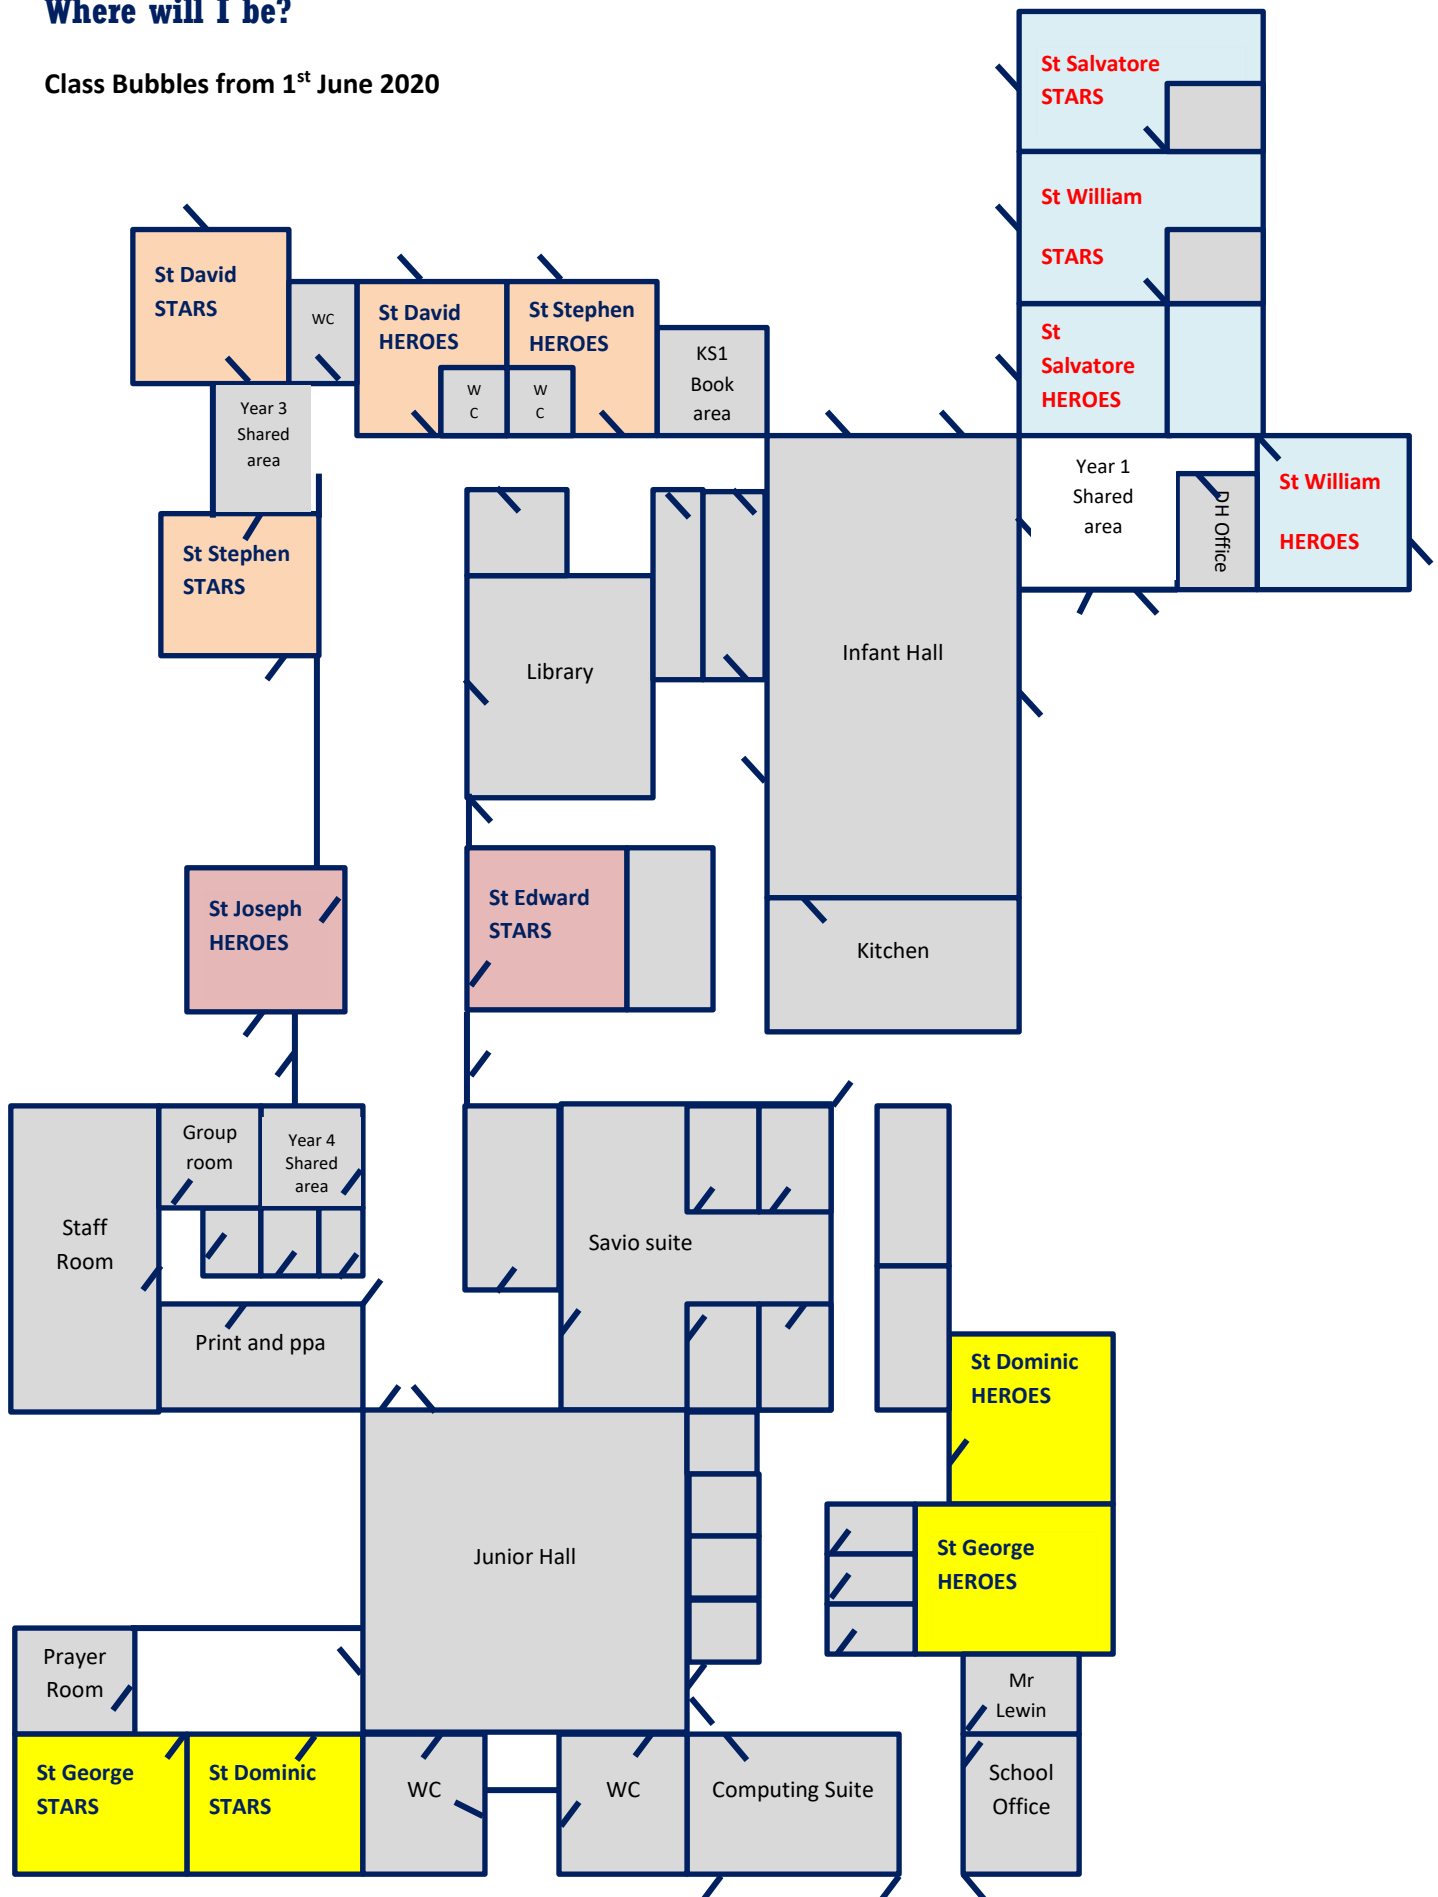 Where will I be?
Class Bubbles from 1st June 2020
St Salvatore
STARS
St William
STARS
St David
STARS
WC
St David
HEROES
St Stephen
HEROES
W
C
W
C
KS1
Book
area
St
Salvatore
HEROES
Year 3
Shared
area
Year 1
Shared
area
DH Office
St William
HEROES
St Stephen
STARS
Library
Infant Hall
St Joseph
HEROES
St Edward
STARS
Kitchen
Group
room
Year 4
Shared
area
Staff
Room
Savio suite
Print and ppa
St Dominic
HEROES
Junior Hall
St George
HEROES
Prayer
Room
Mr
Lewin
St George
STARS
St Dominic
STARS
WC
WC
Computing Suite
School
Office